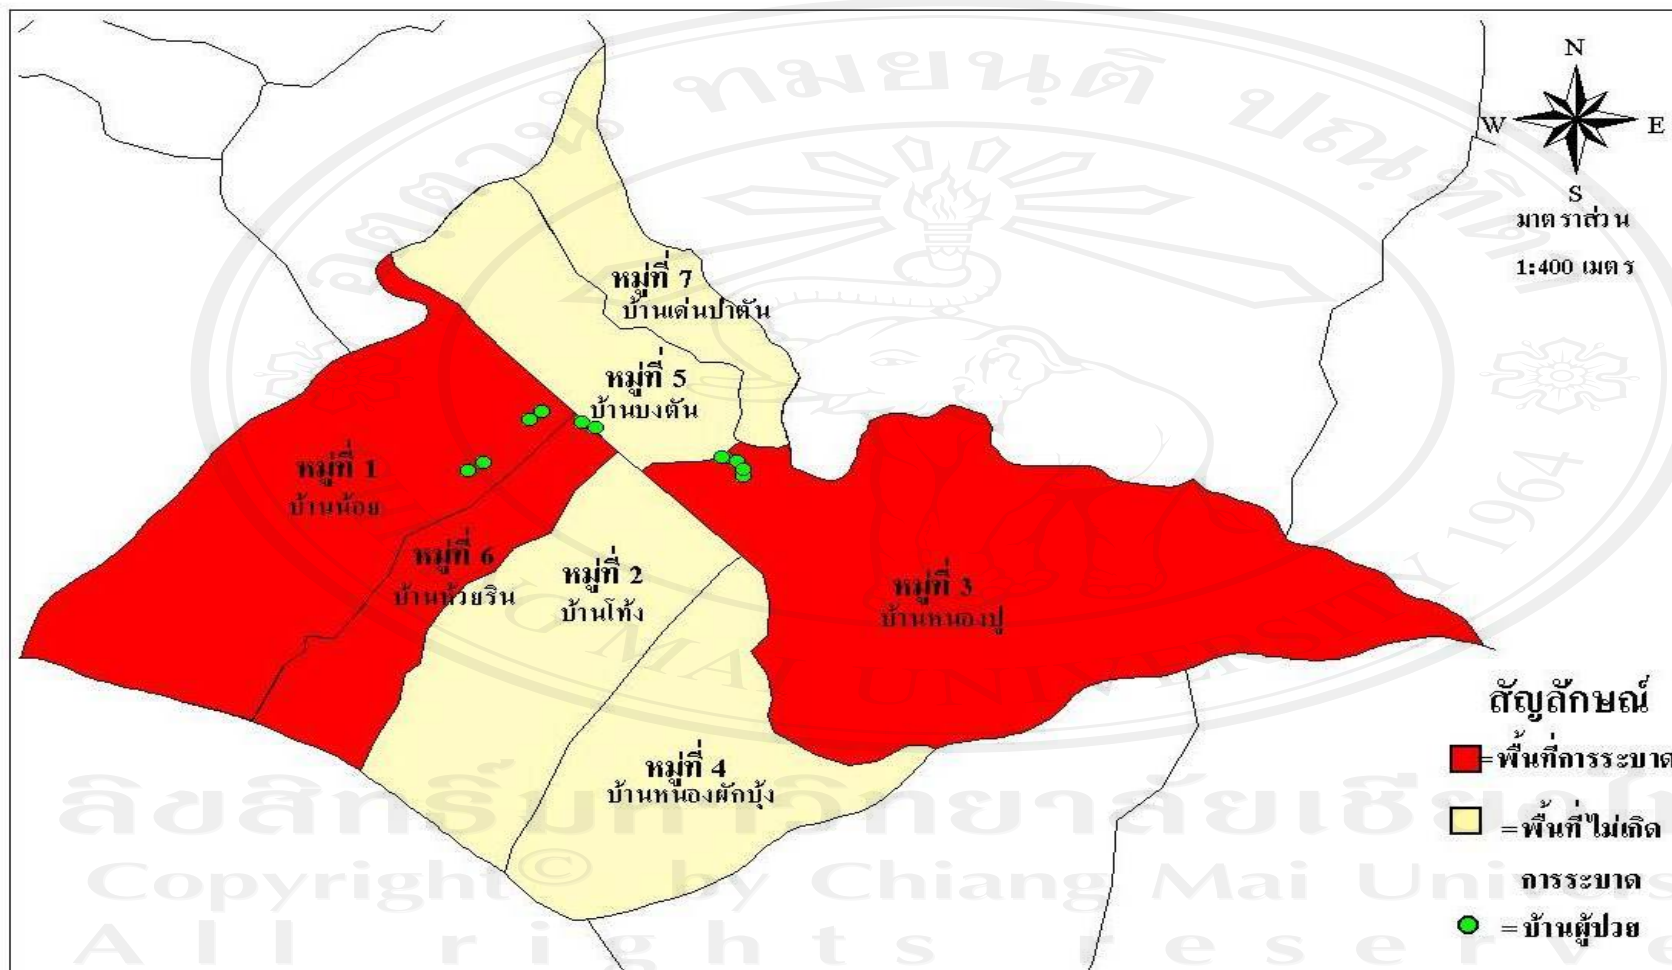 N
W E
S
มาตราส่วน
1:400 เมตร
หมู่ที่ 7
บ้านเด่นป่าตัน
หมู่ที่ 5
บ้านบงตัน
หมู่ที่ 1
บ้านน้อย
หมู่ที่ 6
บ้านห้วยริน
หมู่ที่ 2
บ้านโท้ง
หมู่ที่ 3
บ้านหนองปู
หมู่ที่ 4
บ้านหนองผักบุ้ง
สัญลักษณ์
=พื้นที่การระบาด
=พื้นที่ไม่เกิด
การระบาด
=บ้านผู้ป่วย
ลิขสิทธิ์มหาวิทยาลัยเชียงให
Copyright© by Chiang Mai Univers
All rights reserve
MAI UNIVERSITY 1964